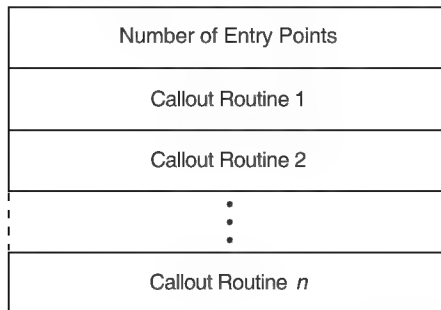 Number of Entry Points
Callout Routine 1
Callout Routine 2
Callout Routine n